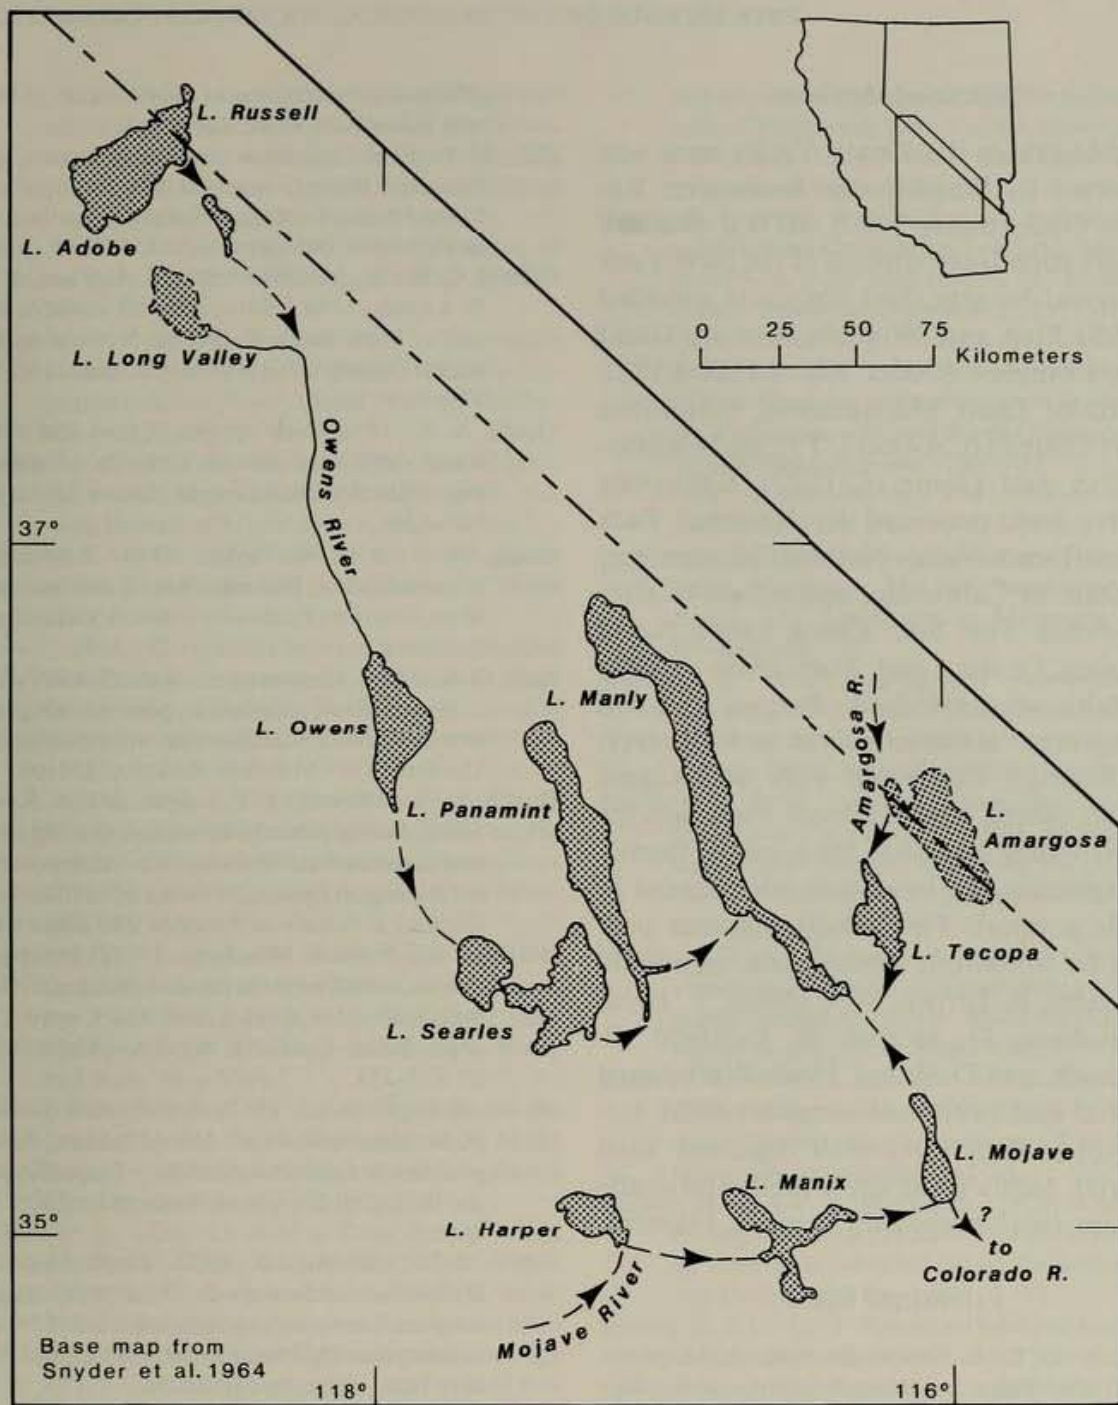 L. Russell
L. Adobe
L. Long Valley
0 25 50 75
Kilometers
Owens River
37°
L. Manly
Amargosa R.
L. Owens
L. Panamint
L.
Amargosa
L. Tecopa
L. Searles
L. Mojave
L. Manix
35°
L. Harper
?
to
Colorado R.
Mojave River
Base map from
Snyder et al. 1964
118°
116°